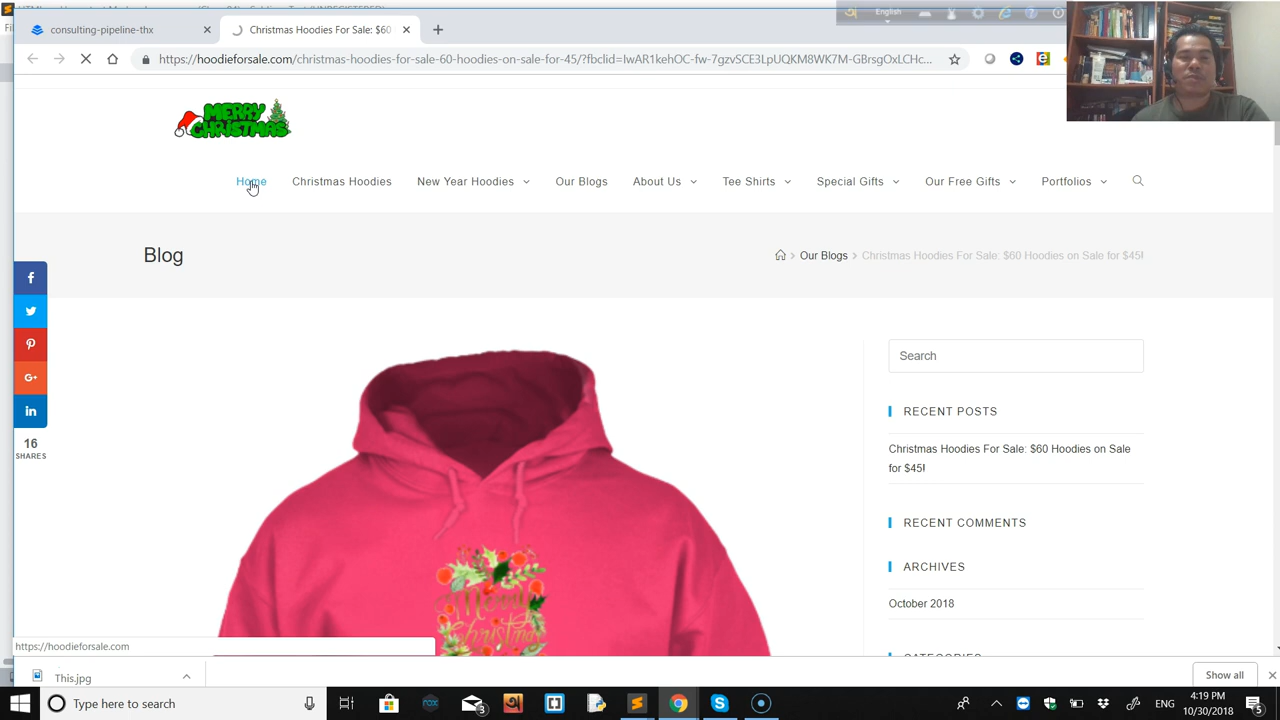 English
consulting-pipeline-thx
Christmas Hoodies For Sale: $60
https://hoodieforsale.com/christmas-hoodies-for-sale-60-hoodies-on-sale-for-45/?fbclid=IwAR1kehOC-fw-7gzvSCE3LpUQKM8WK7M-GBrsgOxLCHc...
MERRY
CHRISTMAS
Home
Christmas Hoodies
New Year Hoodies
Our Blogs
About Us
Tee Shirts
Special Gifts
Our Free Gifts
Portfolios
Blog
Our Blogs
Christmas Hoodies For Sale: $60 Hoodies on Sale for $45!
Search
RECENT POSTS
Christmas Hoodies For Sale: $60 Hoodies on Sale
for $45!
RECENT COMMENTS
ARCHIVES
October 2018
16
SHARES
Merry
Christmas
https://hoodieforsale.com
This.jpg
Show all
Type here to search
ENG
4:19 PM
10/30/2018